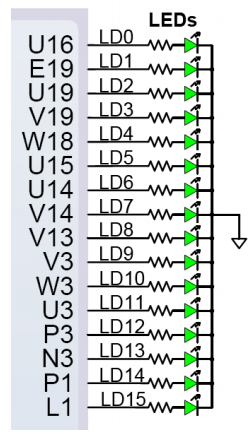 LEDs
U16 LD0
E19 LD1
U19 LD2
V19 LD3
W18 LD4
U15 LD5
U14 LD6
V14 LD7
V13 LD8
V3 LD9
W3 LD10
U3 LD11
P3 LD12
N3 LD13
P1 LD14
L1 LD15